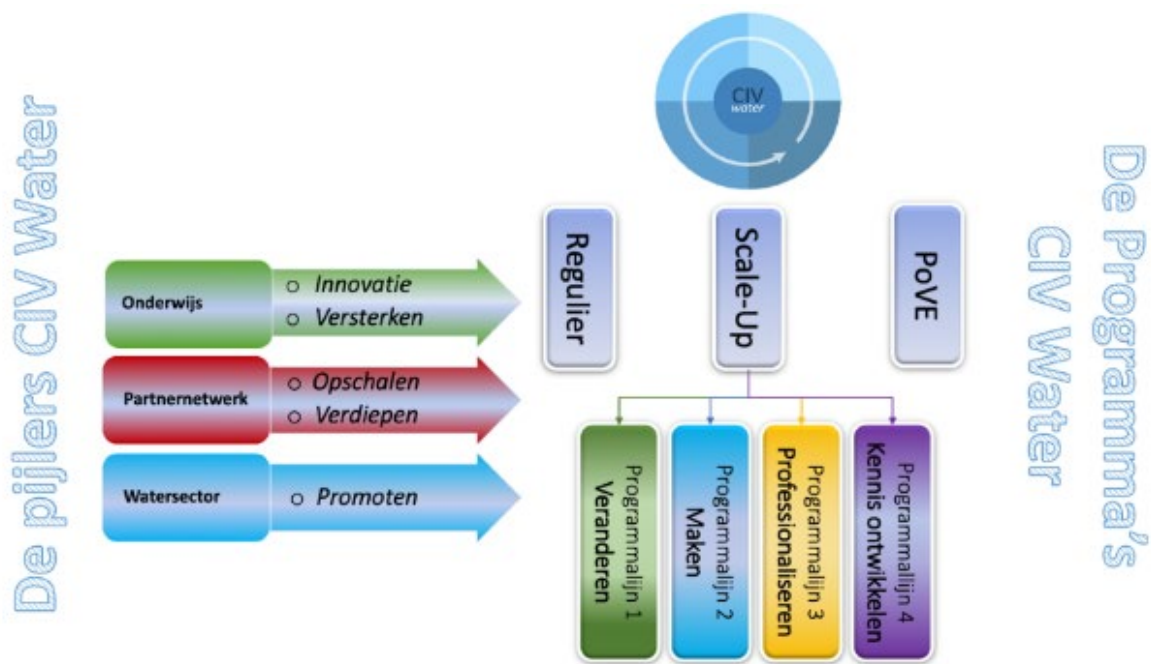 De pijlers CIV Water
CIV
water
De Programma's
CIV Water
Onderwijs
o Innovatie
o Versterken
Partnernetwerk
o Opschalen
o Verdiepen
Watersector
o Promoten
Regulier
Scale-Up
PoVE
Programmalijn 1
Veranderen
Programmalijn 2
Maken
Programmalijn 3
Professionaliseren
Programmallijn 4
Kennis ontwikkelen